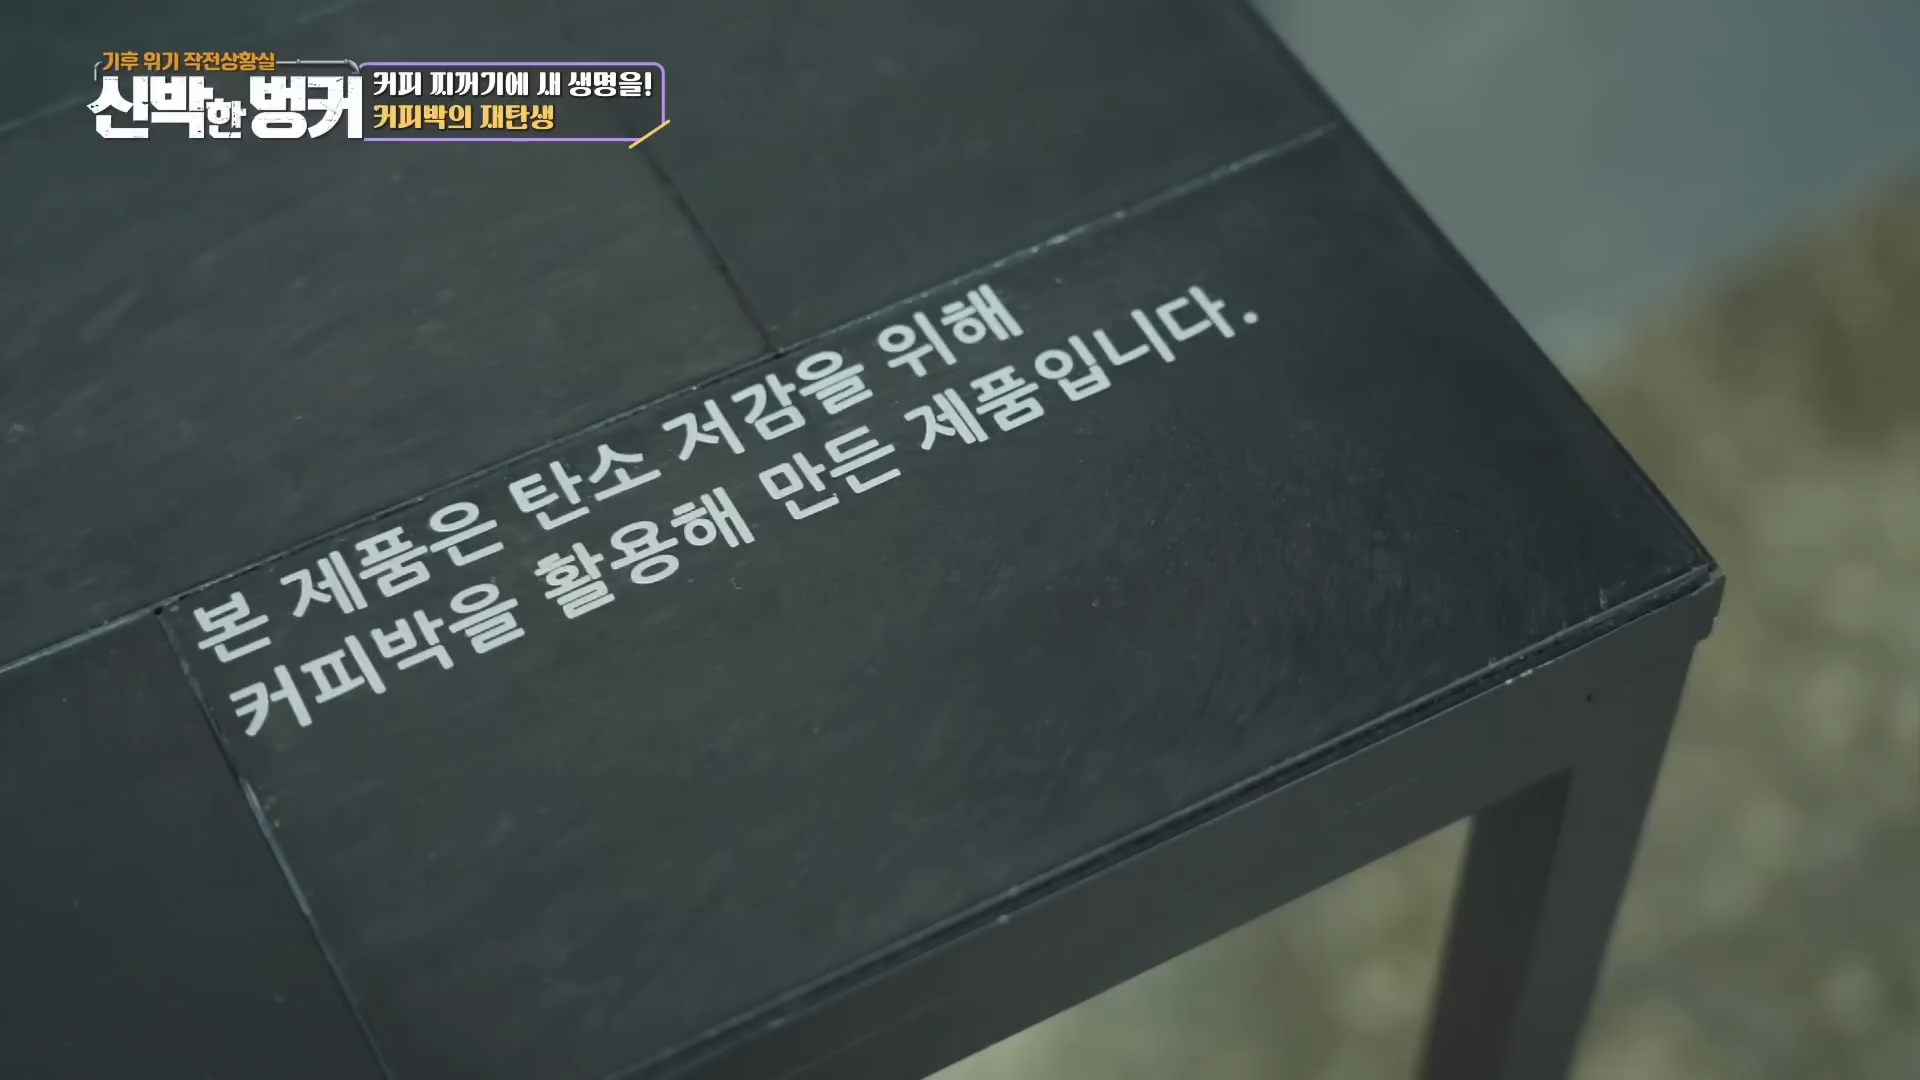 기후 위기 작전상황실
신박한 벙커
커피 찌꺼기에 새 생명을!
커피박의 재탄생
본 제품은 탄소 저감을 위해
커피박을 활용해 만든 제품입니다.